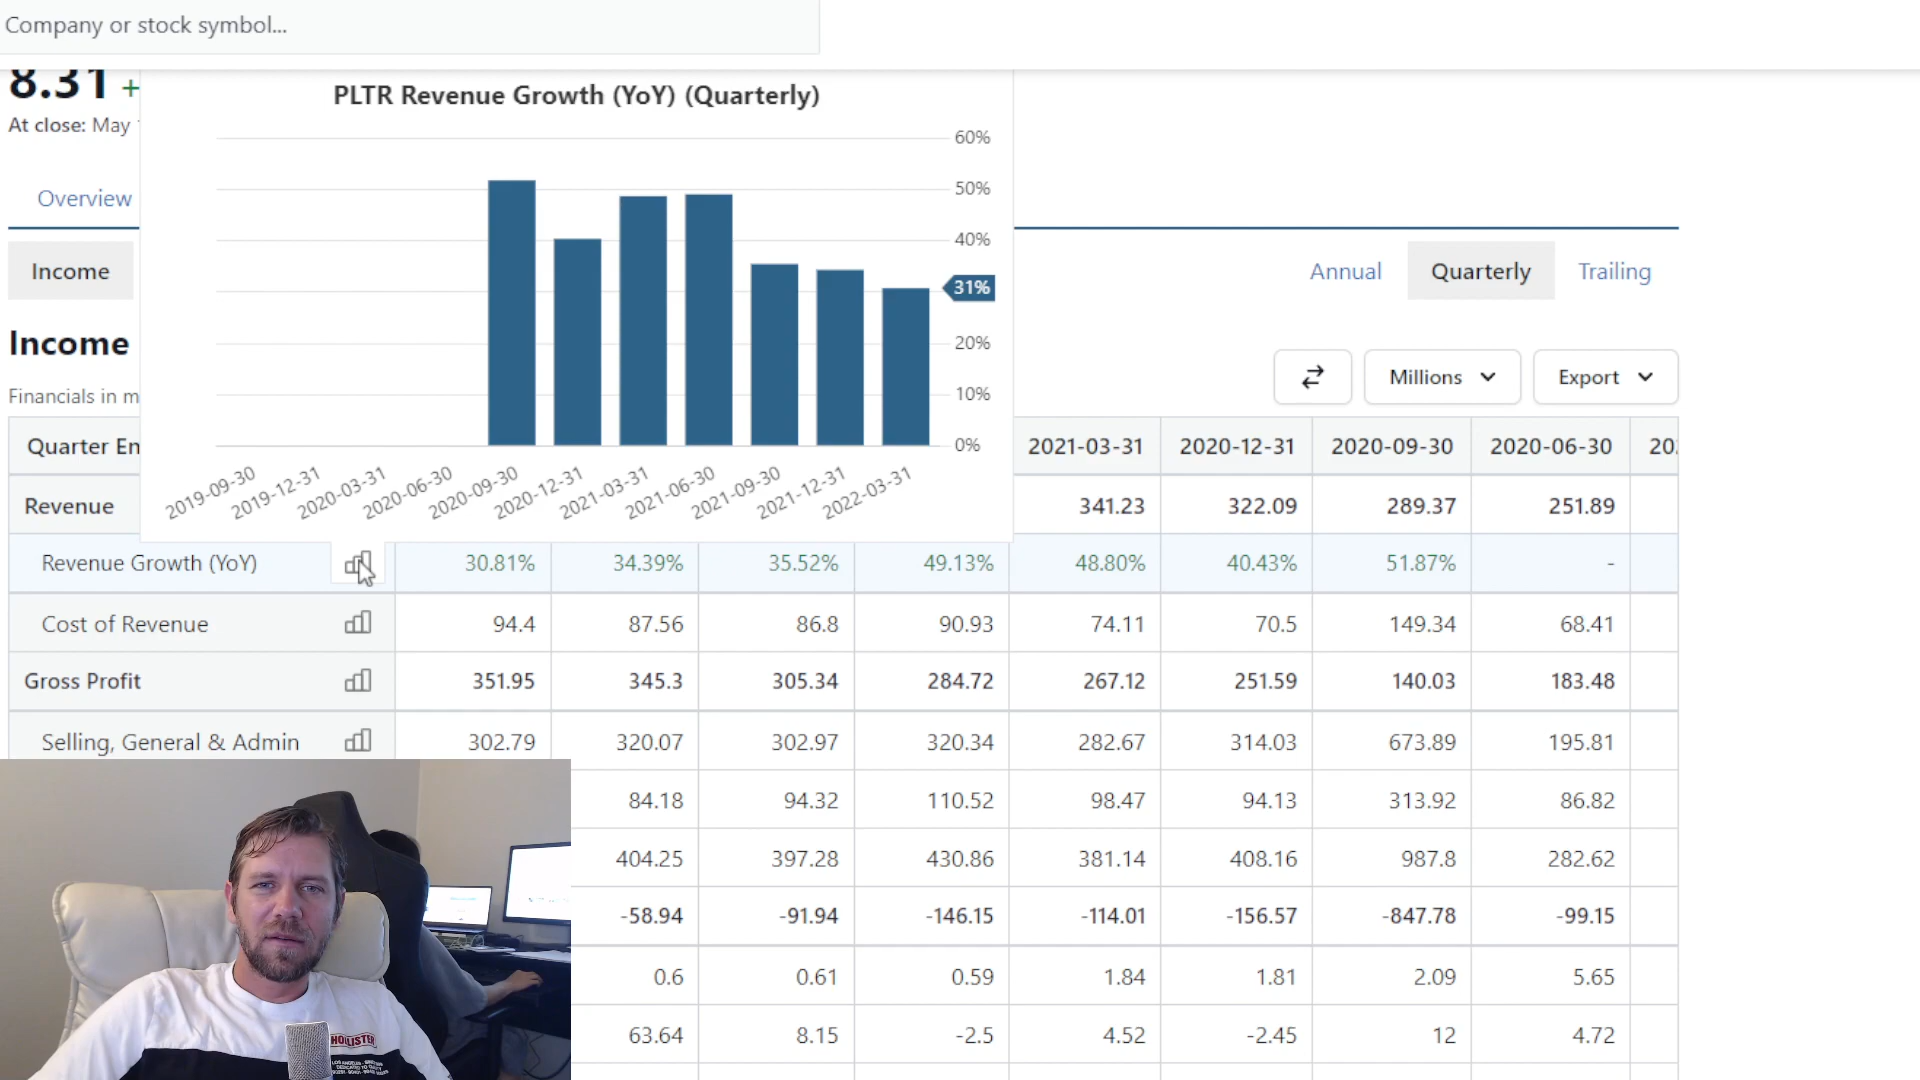 Company or stock symbol...
8.31 +
At close: May
PLTR Revenue Growth (YoY) (Quarterly)
60%
50%
40%
31%
20%
10%
0%
2019-09-30 2019-12-31 2020-03-31 2020-06-30 2020-09-30 2020-12-31 2021-03-31 2021-06-30 2021-09-30 2021-12-31 2022-03-31
Overview
Income
Annual Quarterly Trailing
Income
Millions Export
Financials in m
Quarter En 2021-03-31 2020-12-31 2020-09-30 2020-06-30 20
Revenue 341.23 322.09 289.37 251.89
Revenue Growth (YoY) 30.81% 34.39% 35.52% 49.13% 48.80% 40.43% 51.87% -
Cost of Revenue 94.4 87.56 86.8 90.93 74.11 70.5 149.34 68.41
Gross Profit 351.95 345.3 305.34 284.72 267.12 251.59 140.03 183.48
Selling, General & Admin 302.79 320.07 302.97 320.34 282.67 314.03 673.89 195.81
84.18 94.32 110.52 98.47 94.13 313.92 86.82
404.25 397.28 430.86 381.14 408.16 987.8 282.62
-58.94 -91.94 -146.15 -114.01 -156.57 -847.78 -99.15
0.6 0.61 0.59 1.84 1.81 2.09 5.65
63.64 8.15 -2.5 4.52 -2.45 12 4.72
HOLLISTER
LOS ANGELES